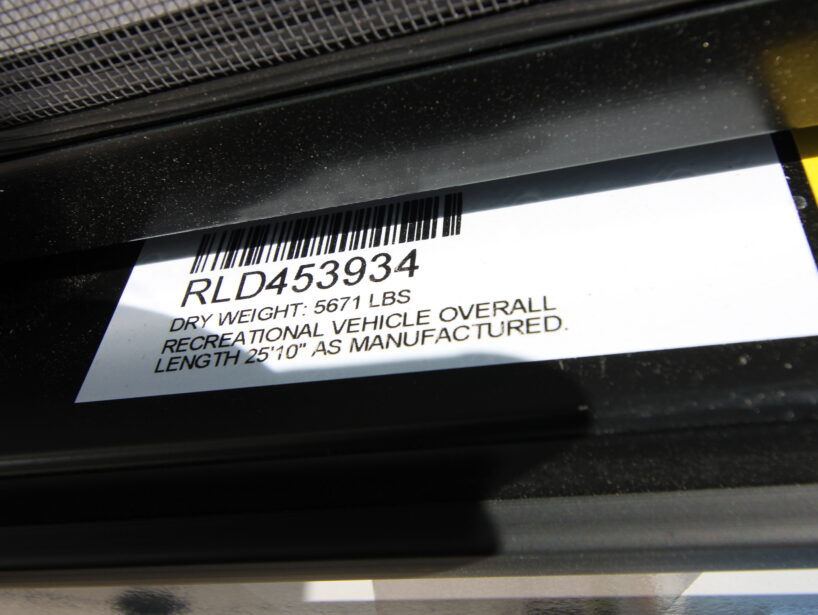 RLD453934
DRY WEIGHT: 5671 LBS
RECREATIONAL VEHICLE OVERALL
LENGTH 25'10" AS MANUFACTURED.